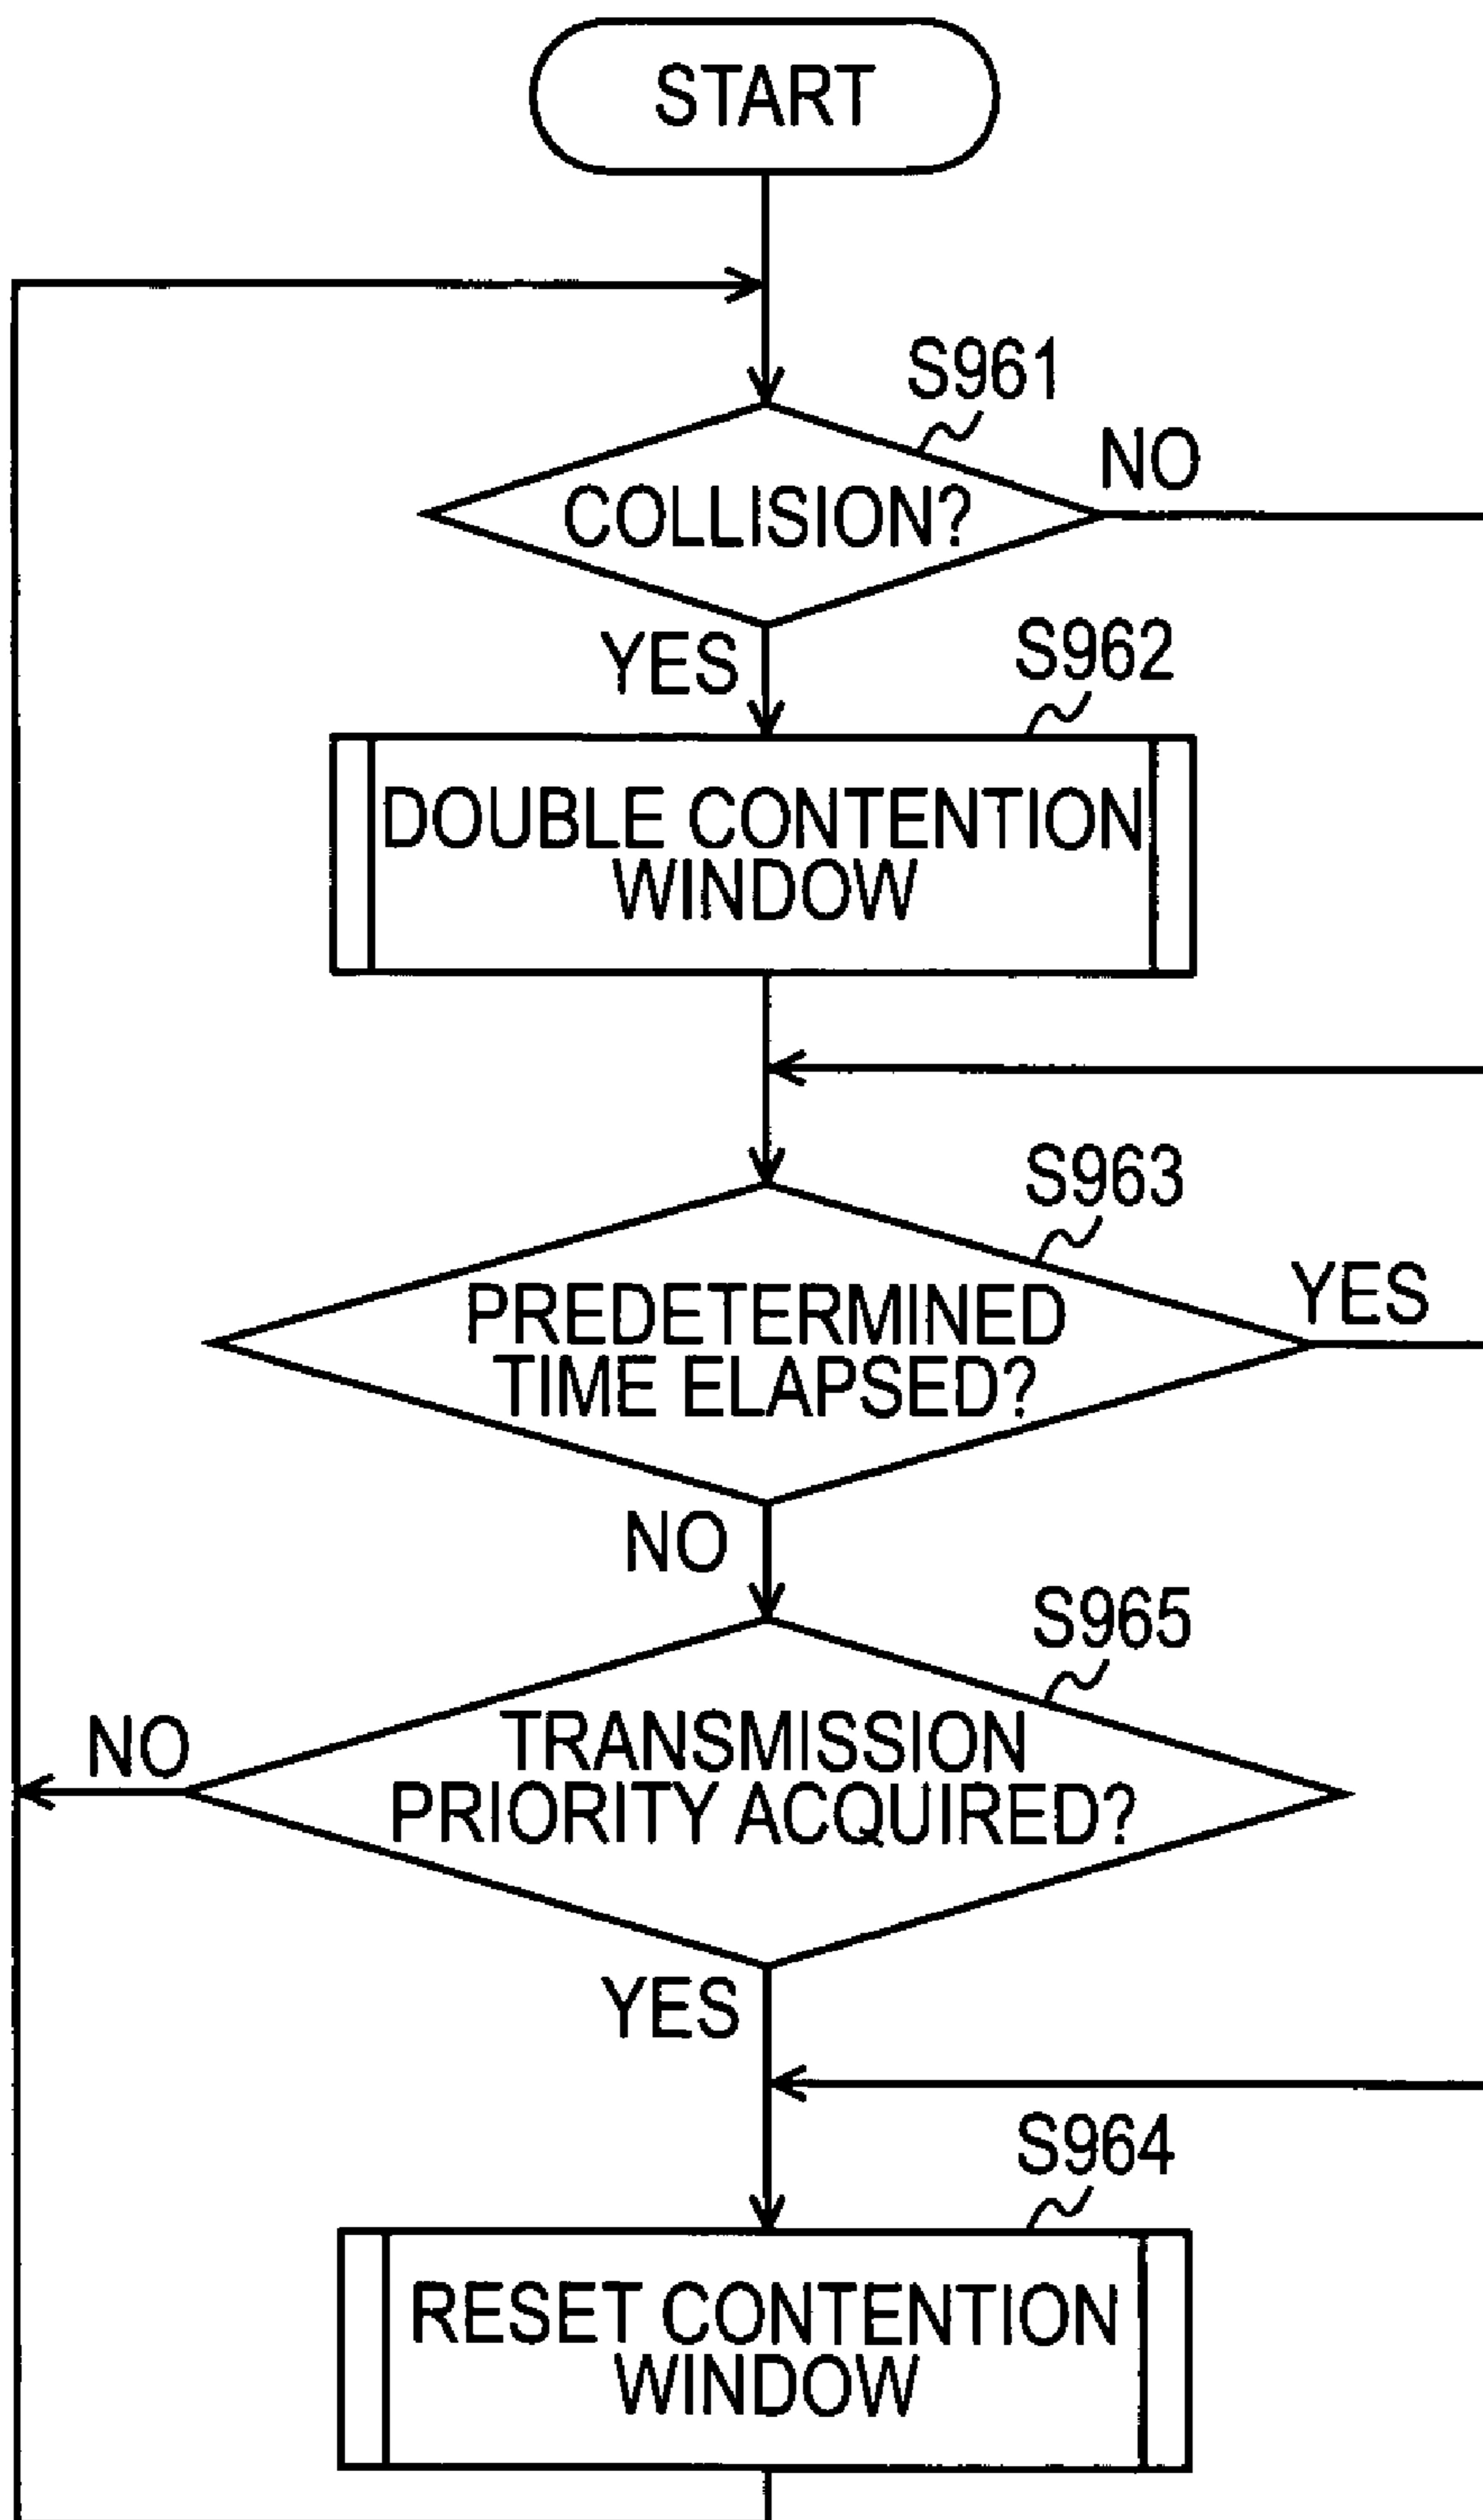 START
S961
COLLISION?
NO
YES
S962
DOUBLE CONTENTION
WINDOW
S963
PREDETERMINED
TIME ELAPSED?
YES
NO
S965
TRANSMISSION
PRIORITY ACQUIRED?
NO
YES
S964
RESET CONTENTION
WINDOW